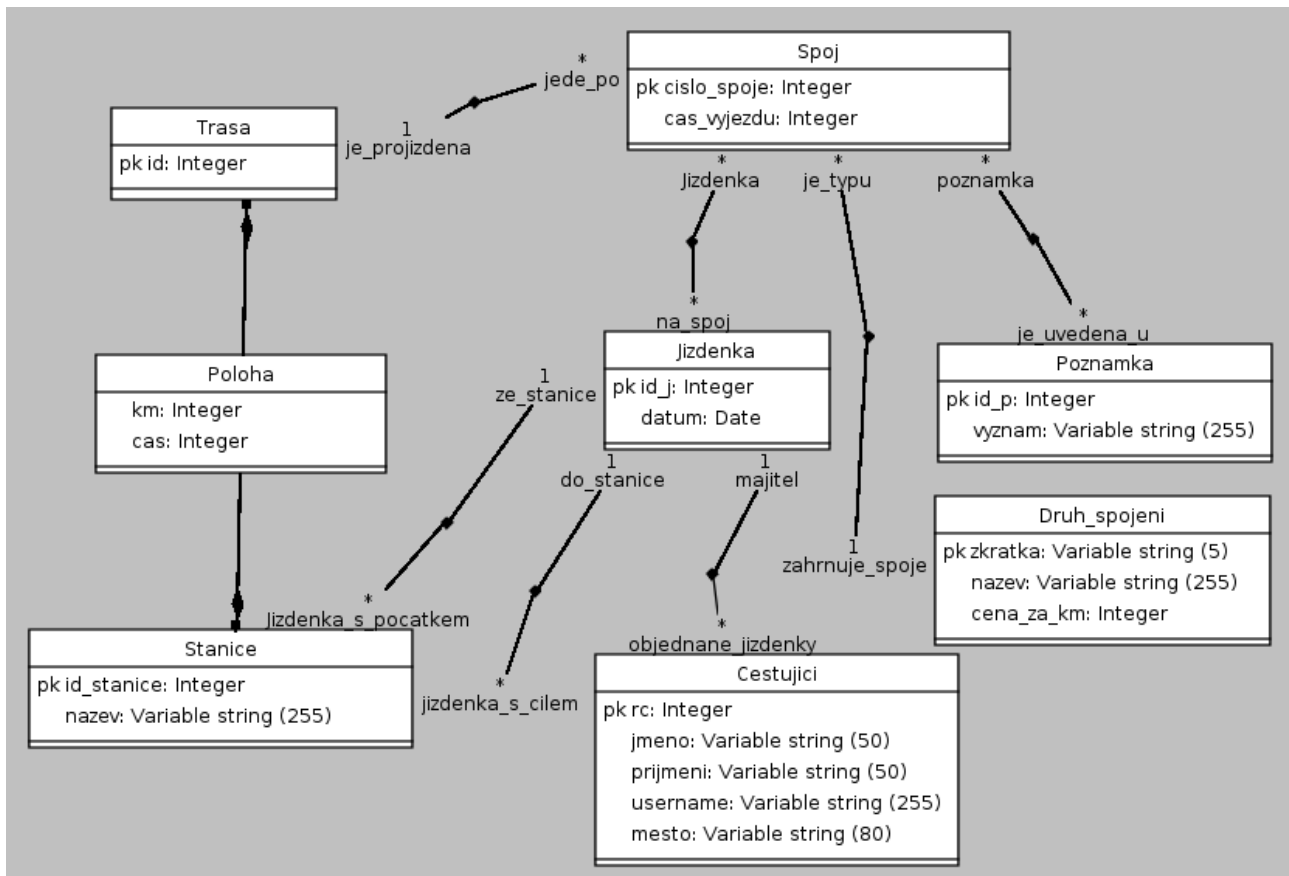 Spoj
pk cislo_spoje: Integer
cas_vyjezdu: Integer
*
jede_po
1
je_projizdena
Trasa
pk id: Integer
*
Jizdenka
*
je_typu
*
poznamka
*
na_spoj
*
je_uvedena_u
Jizdenka
pk id_j: Integer
datum: Date
Poznamka
pk id_p: Integer
vyznam: Variable string (255)
Poloha
km: Integer
cas: Integer
1
ze_stanice
1
do_stanice
1
majitel
Druh_spojeni
pk zkratka: Variable string (5)
nazev: Variable string (255)
cena_za_km: Integer
1
zahrnuje_spoje
*
Jizdenka_s_pocatkem
*
jizdenka_s_cilem
*
objednane_jizdenky
Stanice
pk id_stanice: Integer
nazev: Variable string (255)
Cestujici
pk rc: Integer
jmeno: Variable string (50)
prijmeni: Variable string (50)
username: Variable string (255)
mesto: Variable string (80)